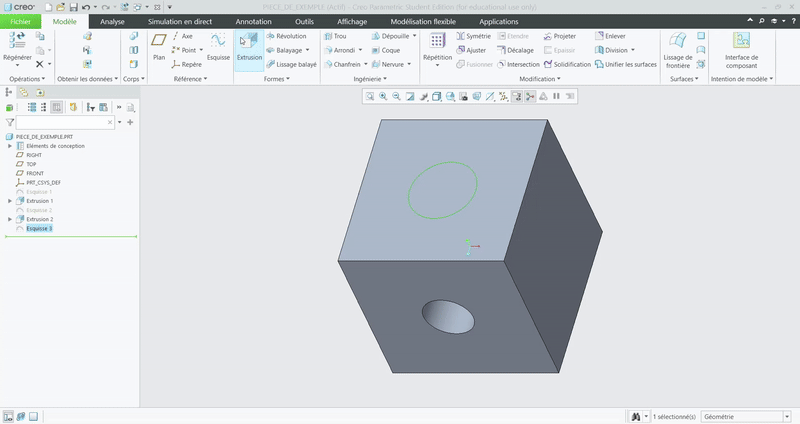 creo
PIECE_DE_EXEMPLE (Actif) - Creo Parametric Student Edition (for educational use only)
Fichier Modèle Analyse Simulation en direct Annotation Outils Affichage Modélisation flexible Applications
Régénérer
Opérations
Obtenir les données
Corps
Plan
Axe
Point
Repère
Esquisse
Référence
Extrusion
Révolution
Balayage
Lissage balayé
Formes
Trou
Arrondi
Chanfrein
Dépouille
Coque
Nervure
Ingénierie
Répétition
Symétrie
Ajuster
Fusionner
Etendre
Décalage
Intersection
Projeter
Epaissir
Solidification
Enlever
Division
Unifier les surfaces
Modification
Lissage de frontière
Surfaces
Interface de composant
Intention de modèle
PIECE_DE_EXEMPLE.PRT
Eléments de conception
RIGHT
TOP
FRONT
PRT_CSYS_DEF
Esquisse 1
Extrusion 1
Esquisse 2
Extrusion 2
Esquisse 3
1 sélectionné(s)
Géométrie